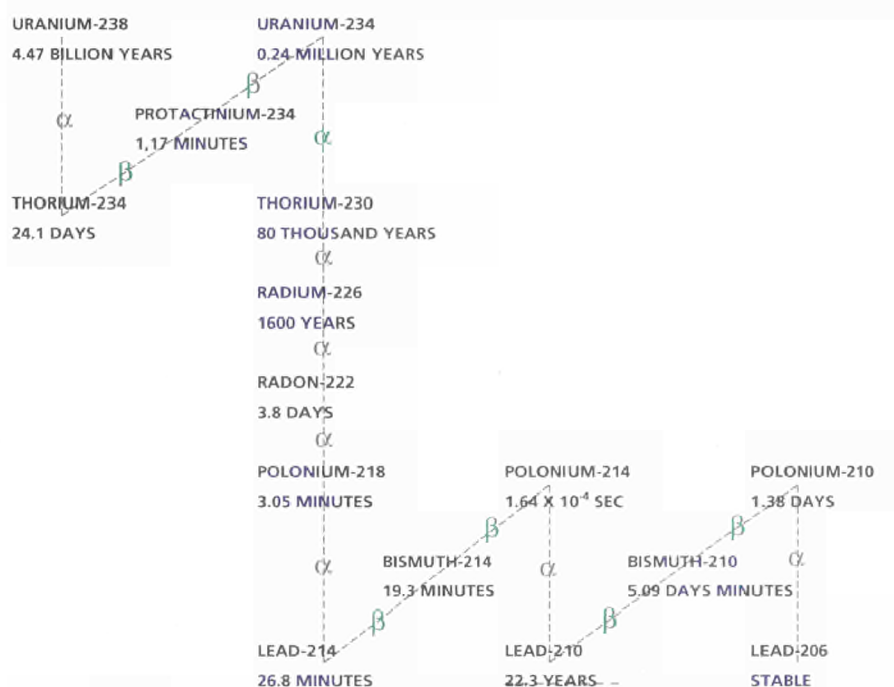 URANIUM-238
4.47 BILLION YEARS
URANIUM-234
0.24 MILLION YEARS
β
PROTACTINIUM-234
1,17 MINUTES
α
α
β
THORIUM-234
24.1 DAYS
THORIUM-230
80 THOUSAND YEARS
α
RADIUM-226
1600 YEARS
α
RADON-222
3.8 DAYS
α
POLONIUM-218
3.05 MINUTES
POLONIUM-214
1.64 X 10⁻⁴ SEC
POLONIUM-210
1.38 DAYS
β
β
α
BISMUTH-214
19.3 MINUTES
α
BISMUTH-210
5.09 DAYS MINUTES
α
β
β
LEAD-214
26.8 MINUTES
LEAD-210
22.3 YEARS
LEAD-206
STABLE